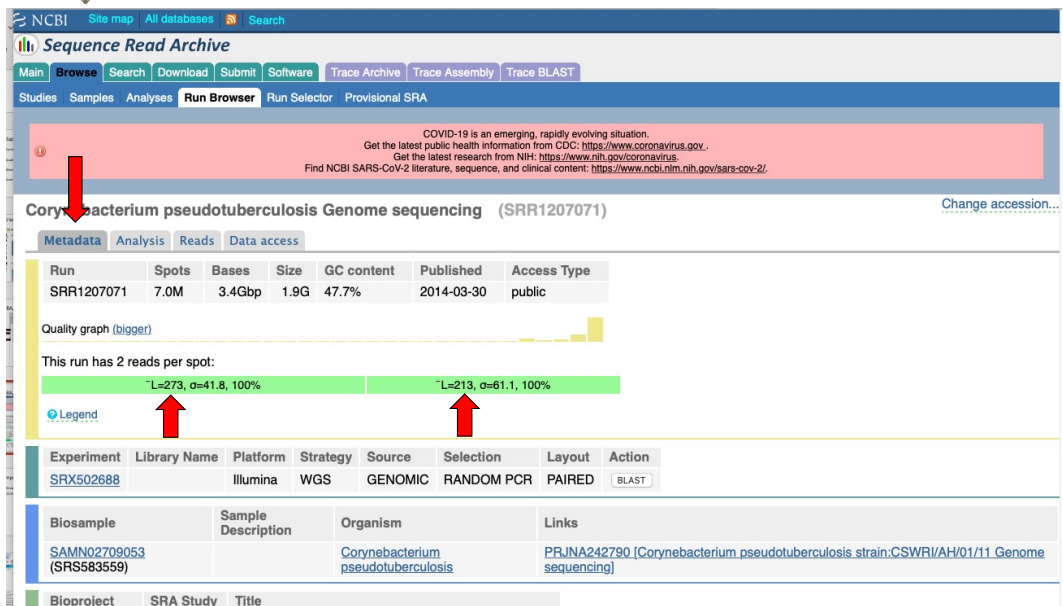 NCBI Site map All databases Search
Sequence Read Archive
Main Browse Search Download Submit Software Trace Archive Trace Assembly Trace BLAST
Studies Samples Analyses Run Browser Run Selector Provisional SRA
COVID-19 is an emerging, rapidly evolving situation.
Get the latest public health information from CDC: https://www.coronavirus.gov .
Get the latest research from NIH: https://www.nih.gov/coronavirus.
Find NCBI SARS-CoV-2 literature, sequence, and clinical content: https://www.ncbi.nlm.nih.gov/sars-cov-2/.
Corynebacterium pseudotuberculosis Genome sequencing (SRR1207071) Change accession...
Metadata Analysis Reads Data access
Run Spots Bases Size GC content Published Access Type
SRR1207071 7.0M 3.4Gbp 1.9G 47.7% 2014-03-30 public
Quality graph (bigger)
This run has 2 reads per spot:
‾L=273, σ=41.8, 100% ‾L=213, σ=61.1, 100%
Legend
Experiment Library Name Platform Strategy Source Selection Layout Action
SRX502688 Illumina WGS GENOMIC RANDOM PCR PAIRED BLAST
Biosample Sample Description Organism Links
SAMN02709053 (SRS583559) Corynebacterium pseudotuberculosis PRJNA242790 [Corynebacterium pseudotuberculosis strain:CSWRI/AH/01/11 Genome sequencing]
Bioproject SRA Study Title